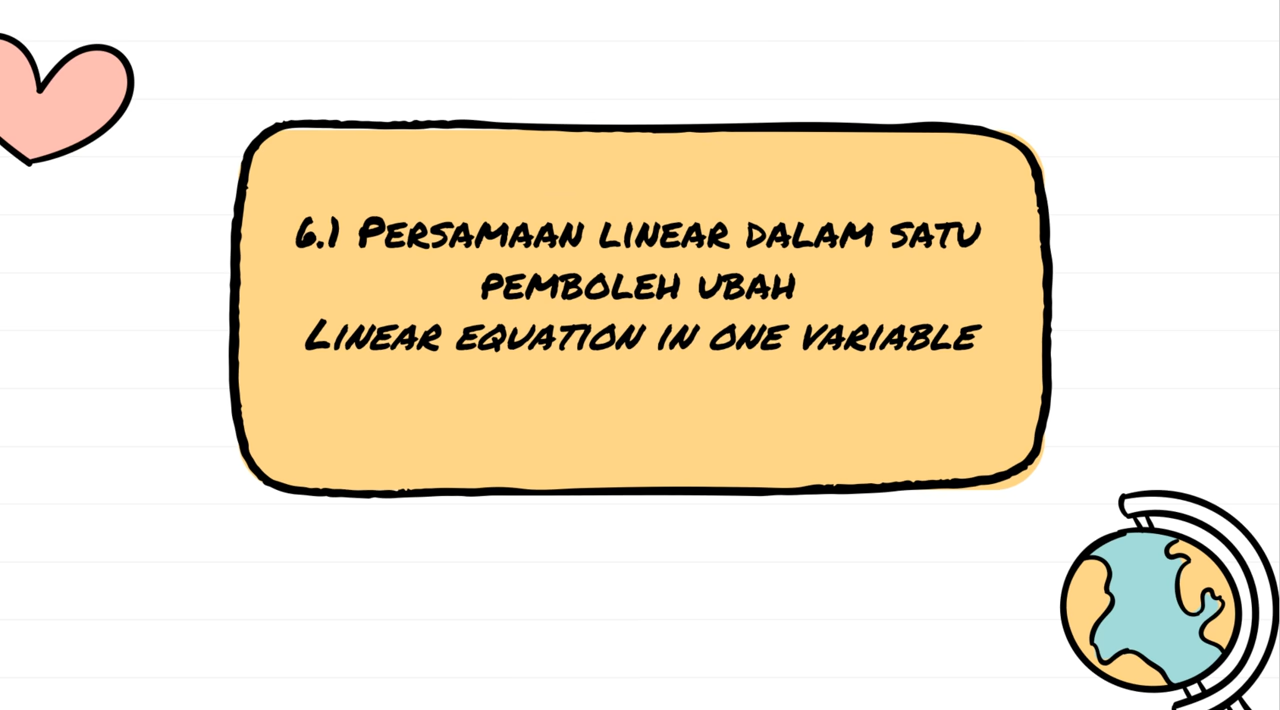 6.1 Persamaan linear dalam satu
pemboleh ubah
Linear equation in one variable